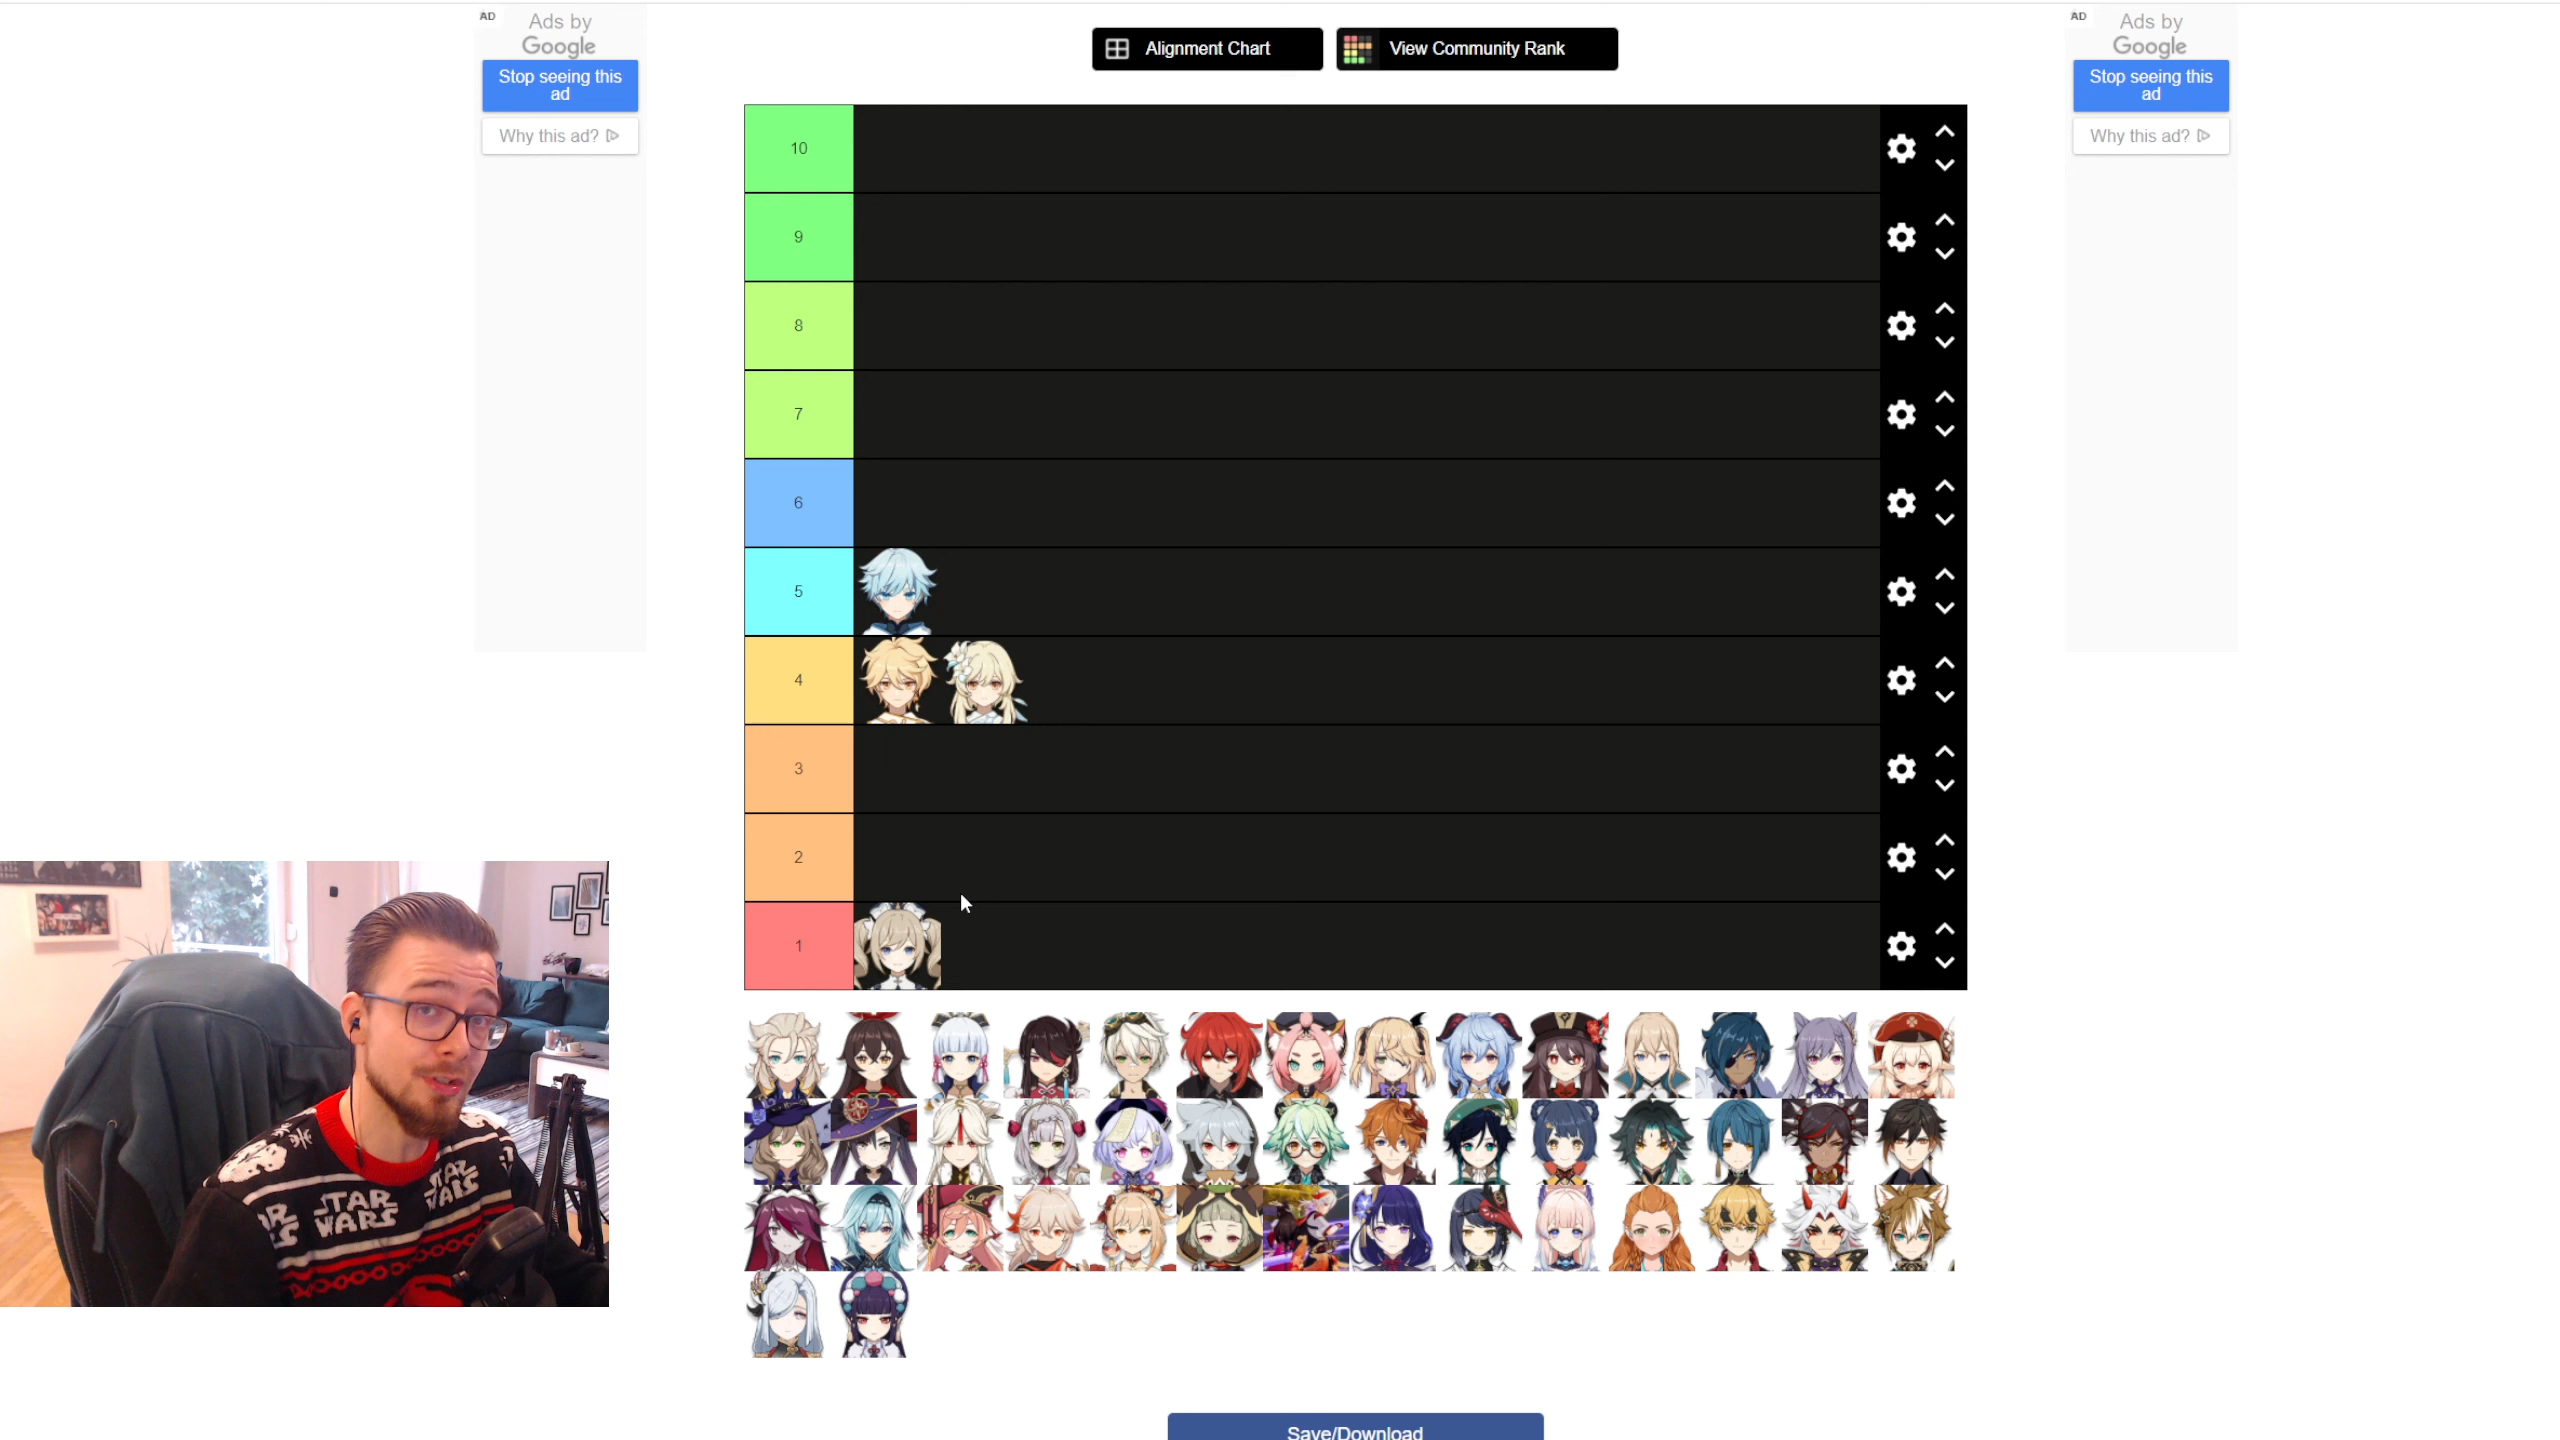 AD
Ads by
Google
Stop seeing this
ad
Why this ad?
Alignment Chart
View Community Rank
AD
Ads by
Google
Stop seeing this
ad
Why this ad?
10
9
8
7
6
5
4
3
2
1
STAR
WARS
Save/Download